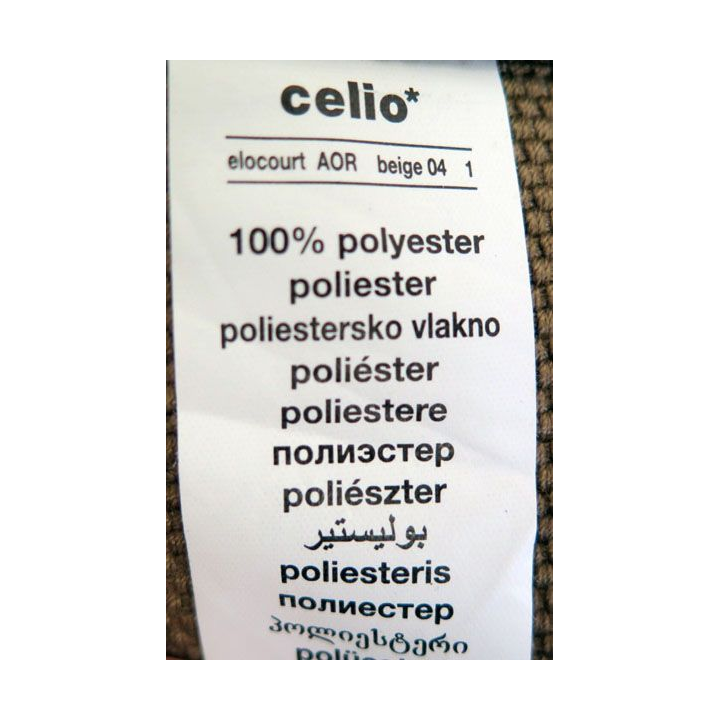 celio*
elocourt AOR beige 04 1
100% polyester
poliester
poliestersko vlakno
poliéster
poliestere
полиэстер
poliészter
بوليستير
poliesteris
полиестер
პოლიესტერი